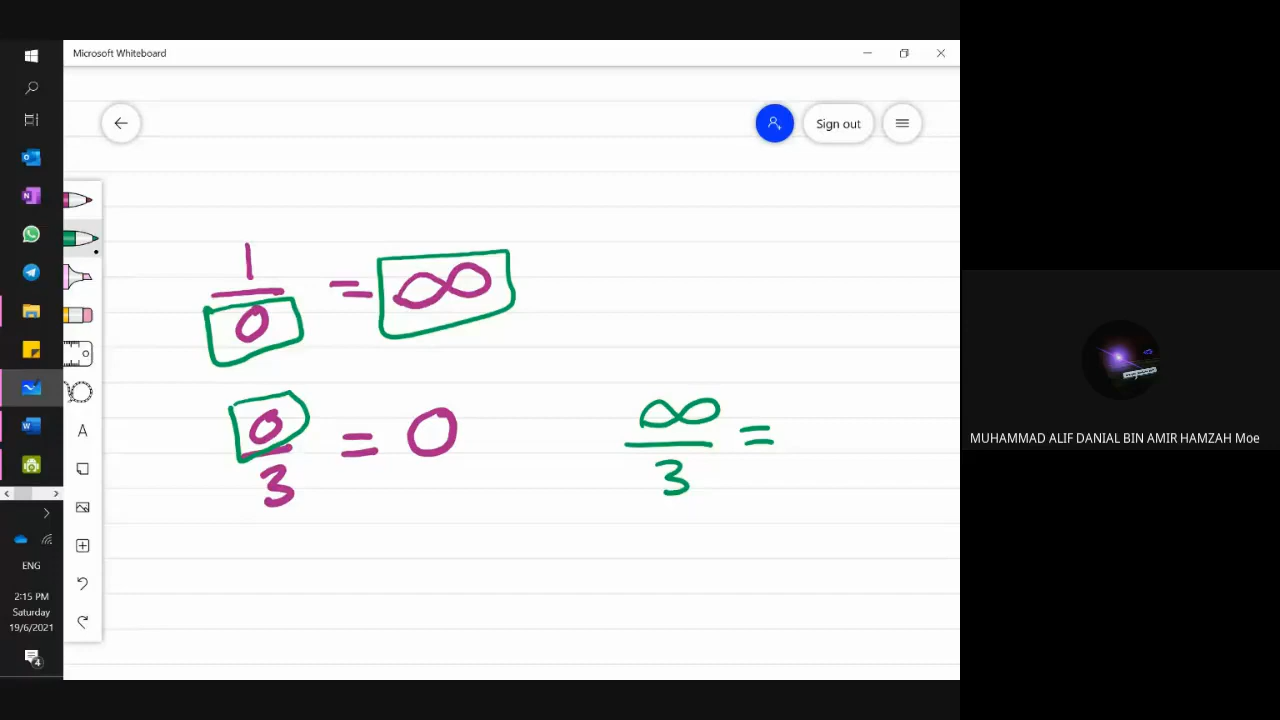 Microsoft Whiteboard
Sign out
1/0 = ∞
0/3 = 0
∞/3 =
A
ENG
2:15 PM
Saturday
19/6/2021
4
MUHAMMAD ALIF DANIAL BIN AMIR HAMZAH Moe